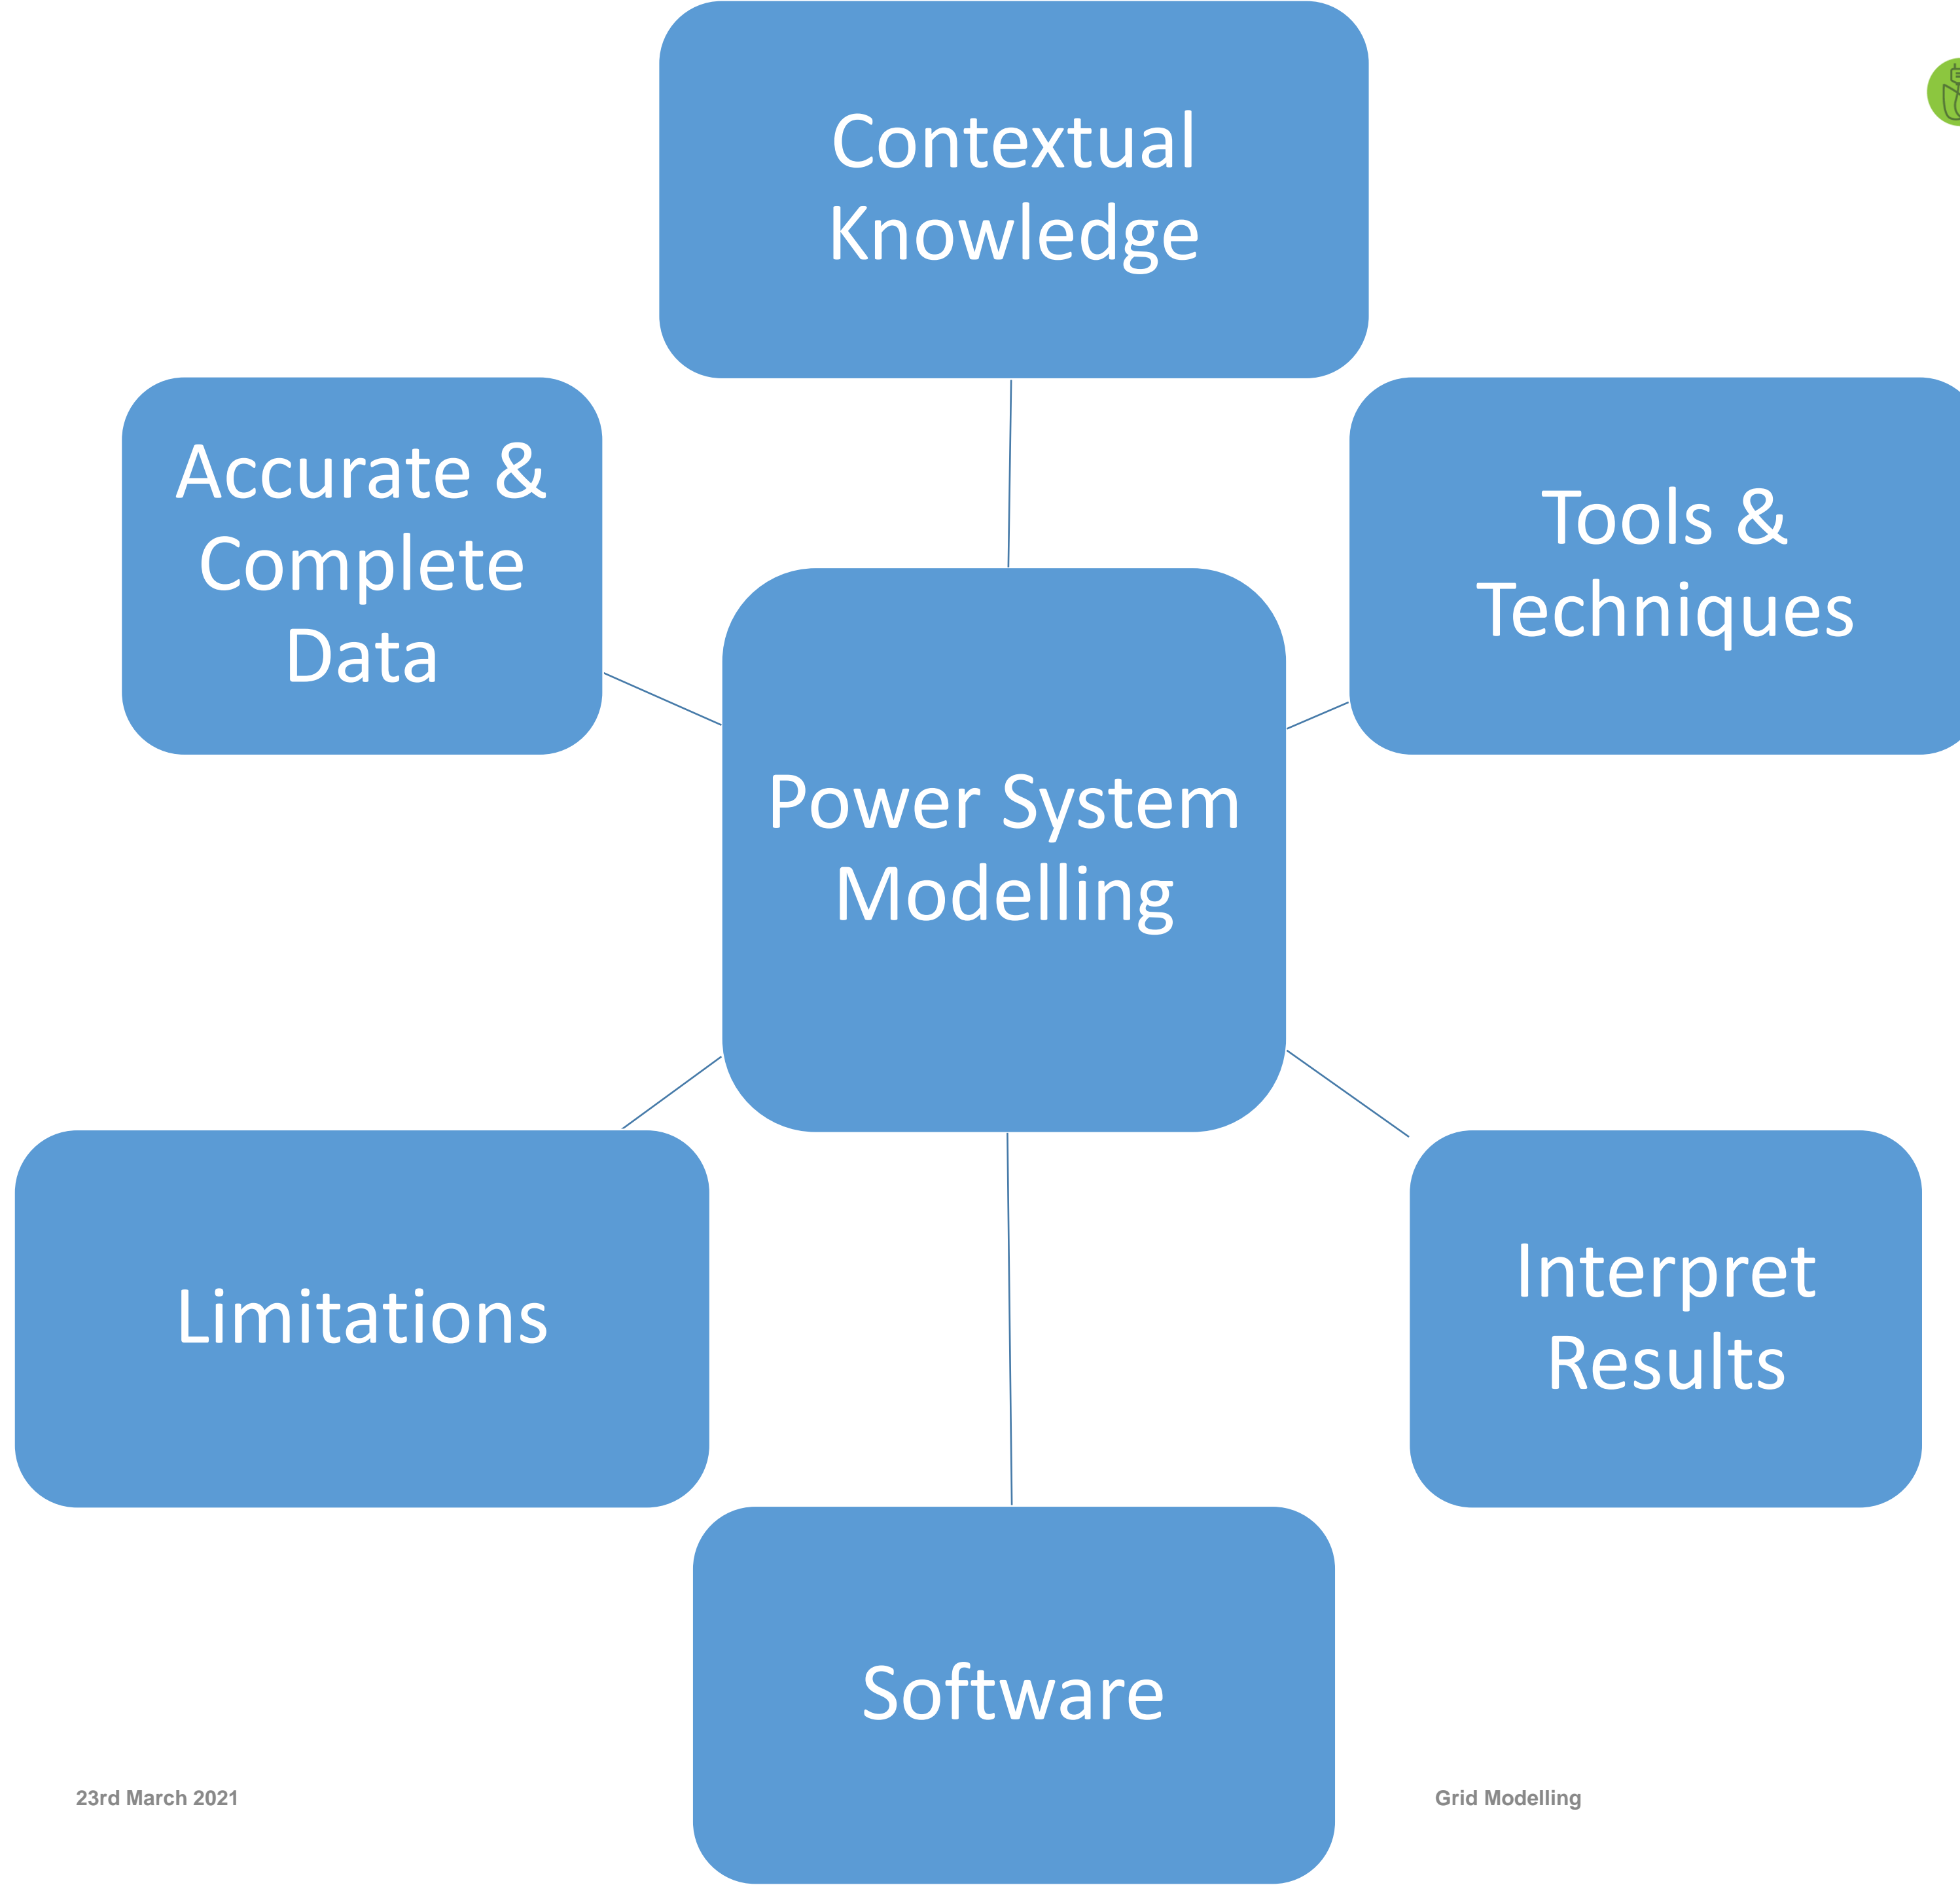 Contextual
Knowledge
Accurate &
Complete
Data
Tools &
Techniques
Power System
Modelling
Limitations
Interpret
Results
Software
23rd March 2021
Grid Modelling